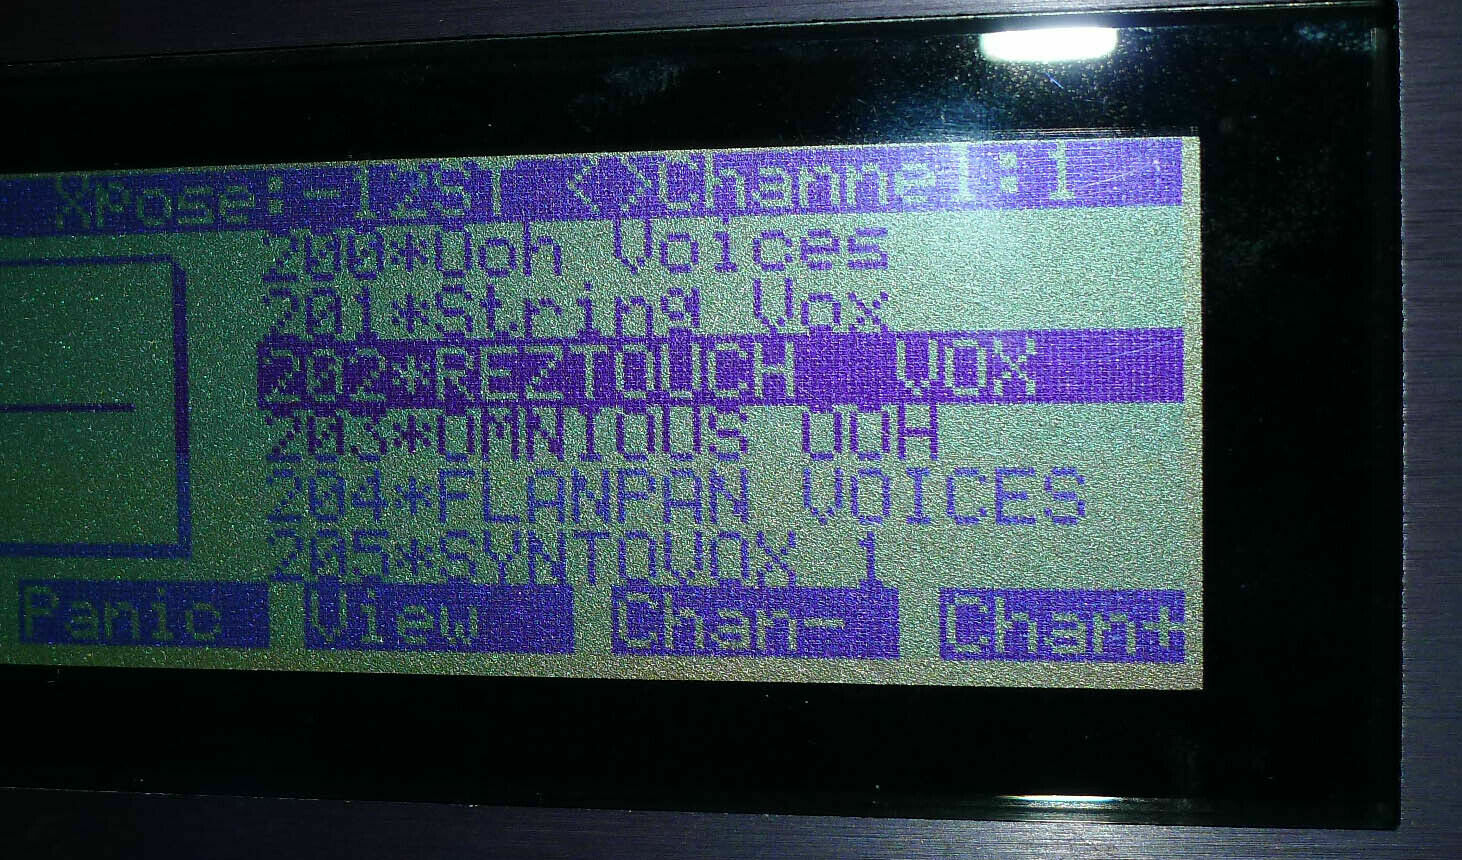 Xpose:-12ST <>Channel:1
200*Ooh Voices
201*String Vox
202*REZTOUCH  VOX
203*OMNIOUS OOH
204*FLANPAN VOICES
205*SYNTOVOX 1
Panic View Chan- Chan+